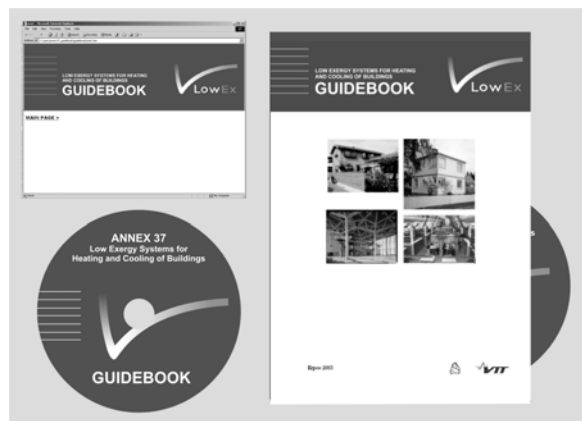 LOW EXERGY SYSTEMS FOR HEATING
AND COOLING OF BUILDINGS
GUIDEBOOK
LowEx
MAIN PAGE >
LOW EXERGY SYSTEMS FOR HEATING
AND COOLING OF BUILDINGS
GUIDEBOOK
LowEx
ANNEX 37
Low Exergy Systems for
Heating and Cooling of Buildings
GUIDEBOOK
Espoo 2003
VTT